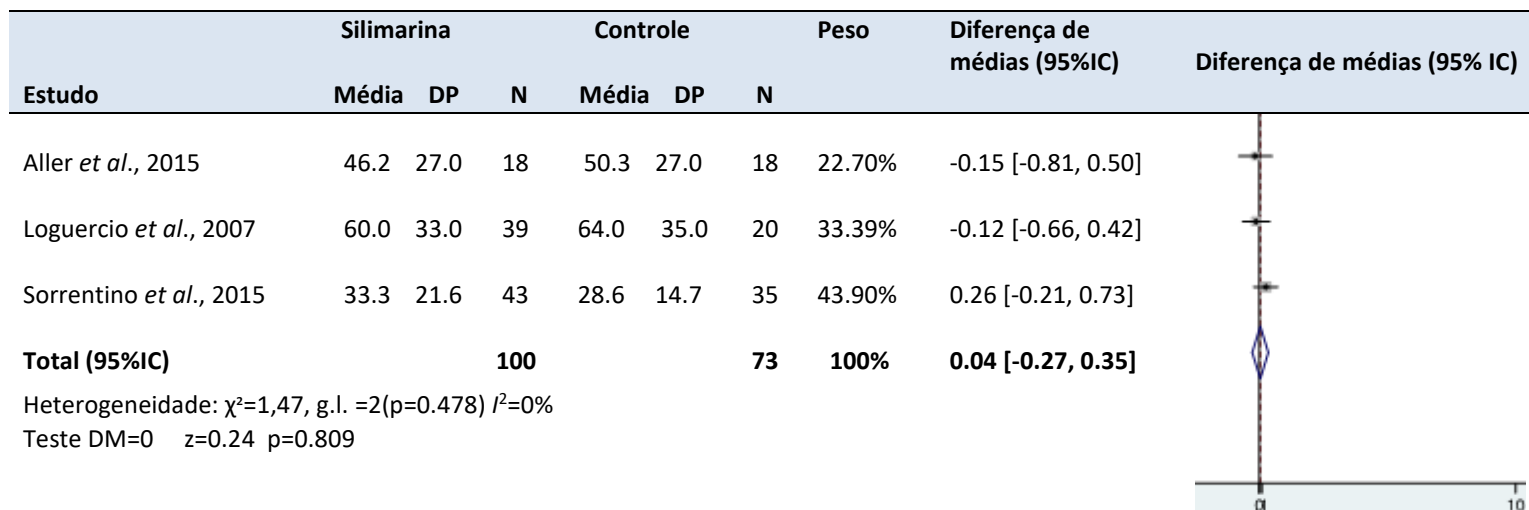 Silimarina Controle Peso Diferença de médias (95%IC) Diferença de médias (95% IC)
Estudo Média DP N Média DP N
Aller et al., 2015 46.2 27.0 18 50.3 27.0 18 22.70% -0.15 [-0.81, 0.50]
Loguercio et al., 2007 60.0 33.0 39 64.0 35.0 20 33.39% -0.12 [-0.66, 0.42]
Sorrentino et al., 2015 33.3 21.6 43 28.6 14.7 35 43.90% 0.26 [-0.21, 0.73]
Total (95%IC) 100 73 100% 0.04 [-0.27, 0.35]
Heterogeneidade: χ²=1,47, g.l. =2(p=0.478) I²=0%
Teste DM=0 z=0.24 p=0.809
10